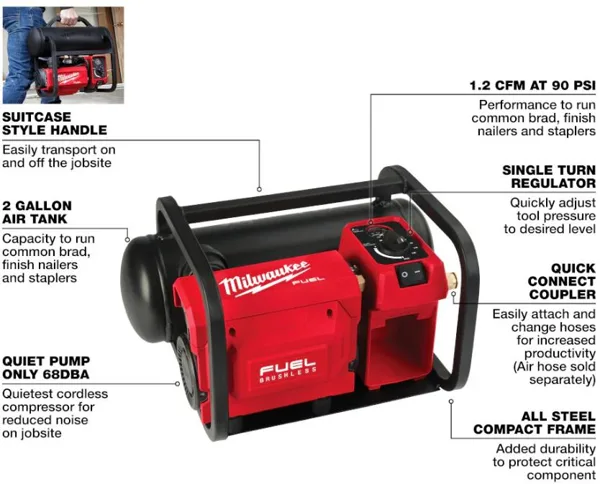 SUITCASE
STYLE HANDLE
Easily transport on
and off the jobsite
2 GALLON
AIR TANK
Capacity to run
common brad,
finish nailers
and staplers
QUIET PUMP
ONLY 68DBA
Quietest cordless
compressor for
reduced noise
on jobsite
Milwaukee
FUEL
FUEL
BRUSHLESS
1.2 CFM AT 90 PSI
Performance to run
common brad, finish
nailers and staplers
SINGLE TURN
REGULATOR
Quickly adjust
tool pressure
to desired level
QUICK
CONNECT
COUPLER
Easily attach and
change hoses
for increased
productivity
(Air hose sold
separately)
ALL STEEL
COMPACT FRAME
Added durability
to protect critical
component